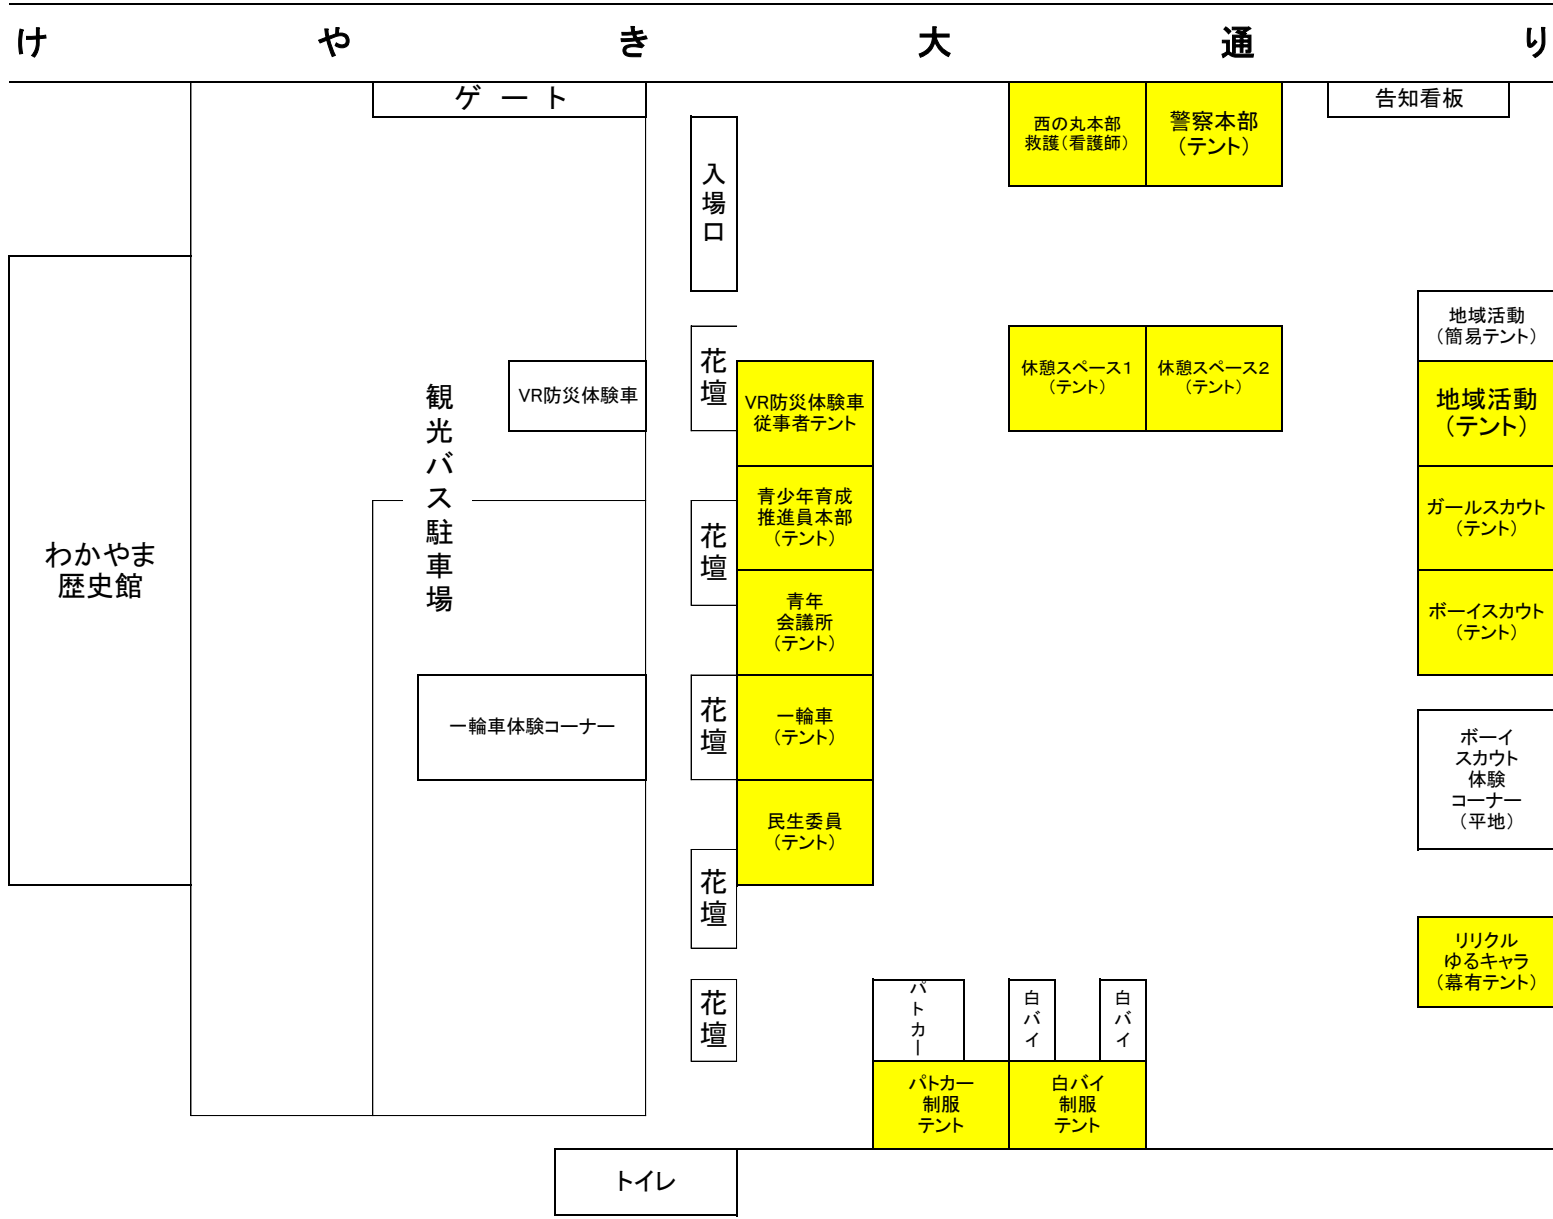 けやき大通り
ゲート
告知看板
西の丸本部
救護（看護師）
警察本部
（テント）
入場口
地域活動
（簡易テント）
花壇
休憩スペース１
（テント）
休憩スペース２
（テント）
VR防災体験車
VR防災体験車
従事者テント
地域活動
（テント）
観光バス駐車場
青少年育成
推進員本部
（テント）
ガールスカウト
（テント）
花壇
わかやま
歴史館
青年
会議所
（テント）
ボーイスカウト
（テント）
一輪車体験コーナー
花壇
一輪車
（テント）
ボーイ
スカウト
体験
コーナー
（平地）
民生委員
（テント）
花壇
リリクル
ゆるキャラ
（幕有テント）
花壇
パトカー
白バイ
白バイ
パトカー
制服
テント
白バイ
制服
テント
トイレ